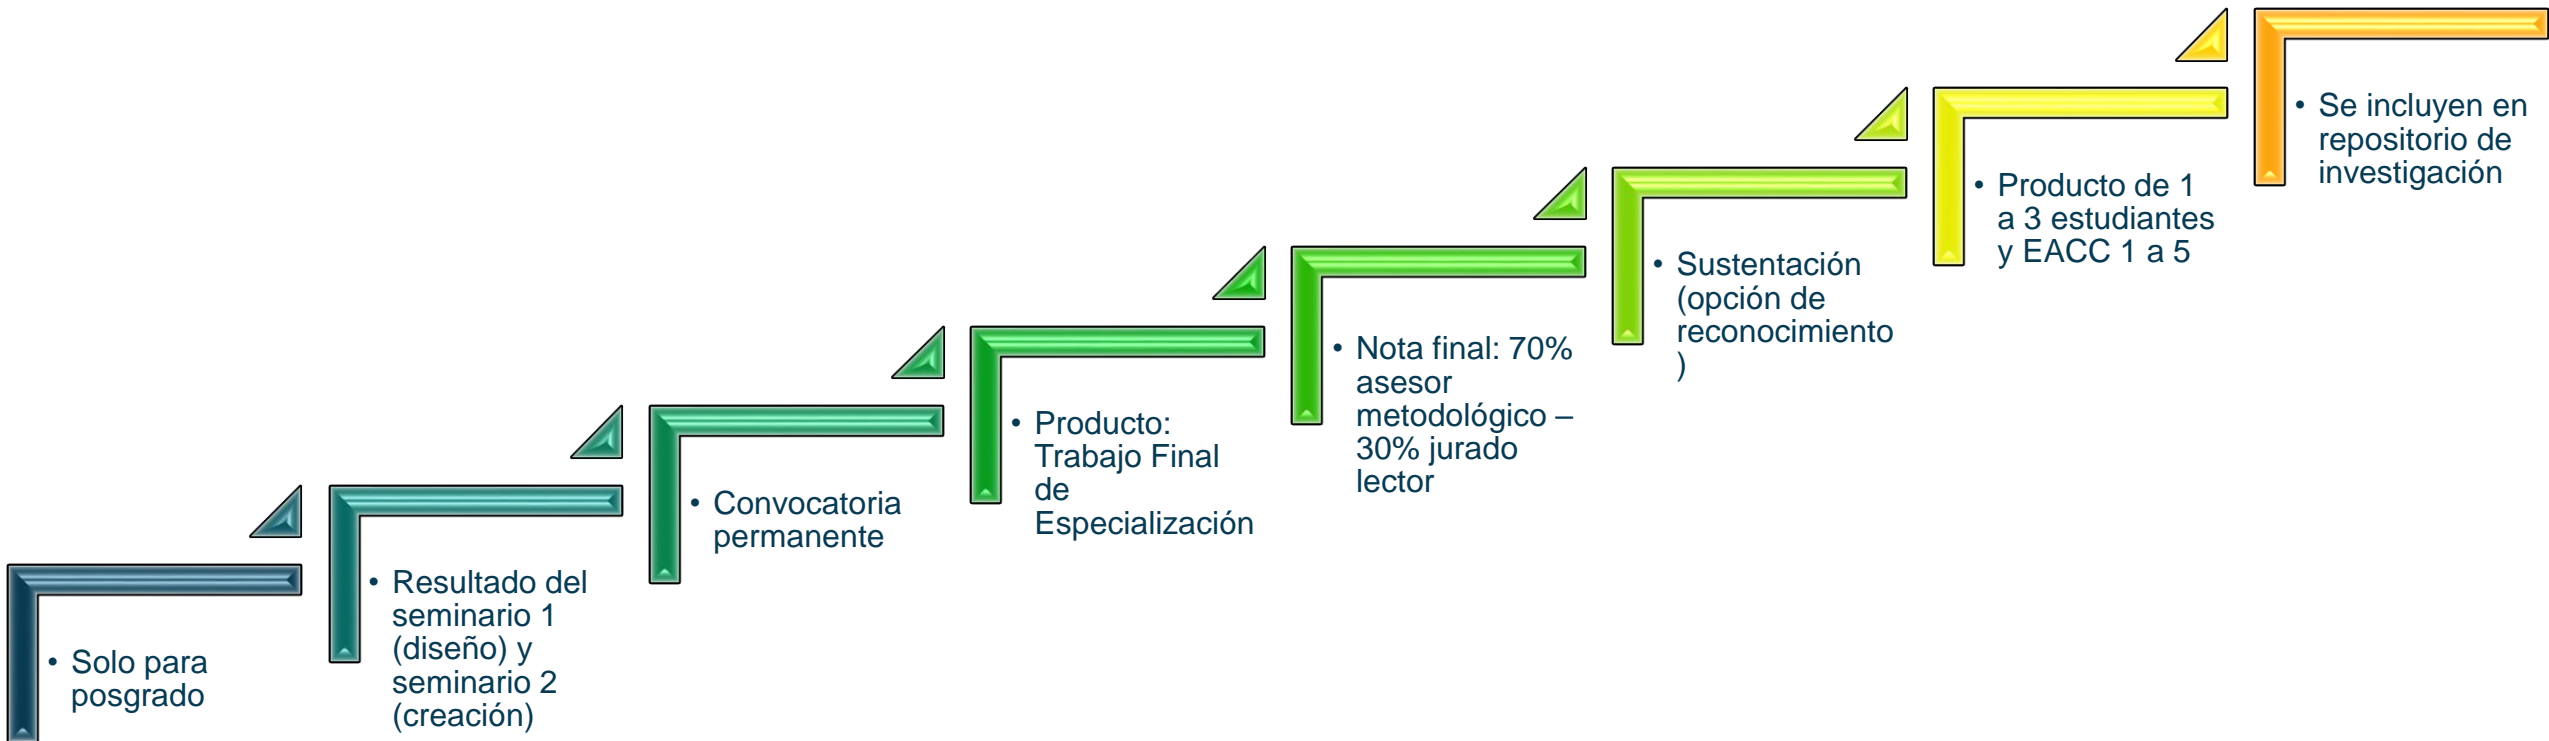 • Solo para
posgrado
• Resultado del
seminario 1
(diseño) y
seminario 2
(creación)
• Convocatoria
permanente
• Producto:
Trabajo Final
de
Especialización
• Nota final: 70%
asesor
metodológico –
30% jurado
lector
• Sustentación
(opción de
reconocimiento
)
• Producto de 1
a 3 estudiantes
y EACC 1 a 5
• Se incluyen en
repositorio de
investigación